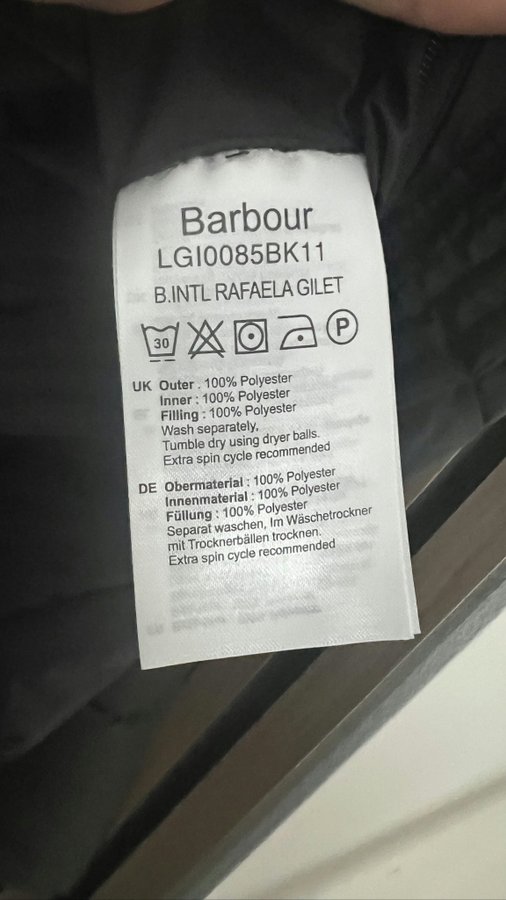 Barbour
LGI0085BK11
B.INTL RAFAELA GILET
30 P
UK Outer : 100% Polyester
Inner : 100% Polyester
Filling : 100% Polyester
Wash separately,
Tumble dry using dryer balls.
Extra spin cycle recommended
DE Obermaterial : 100% Polyester
Innenmaterial : 100% Polyester
Füllung : 100% Polyester
Separat waschen, Im Wäschetrockner
mit Trocknerbällen trocknen.
Extra spin cycle recommended